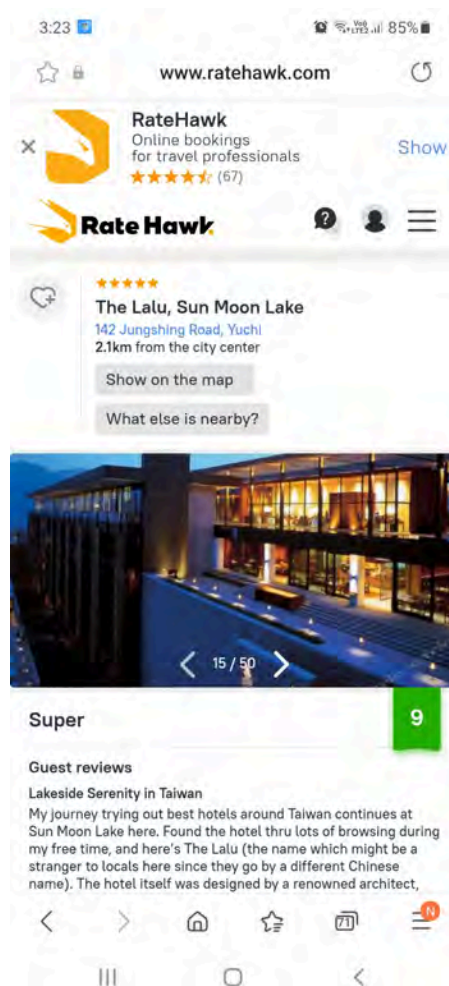 3:23
85%
www.ratehawk.com
RateHawk
Online bookings
for travel professionals
(67)
Show
Rate Hawk.
The Lalu, Sun Moon Lake
142 Jungshing Road, Yuchi
2.1km from the city center
Show on the map
What else is nearby?
15 / 50
Super
9
Guest reviews
Lakeside Serenity in Taiwan
My journey trying out best hotels around Taiwan continues at
Sun Moon Lake here. Found the hotel thru lots of browsing during
my free time, and here's The Lalu (the name which might be a
stranger to locals here since they go by a different Chinese
name). The hotel itself was designed by a renowned architect,
71
N